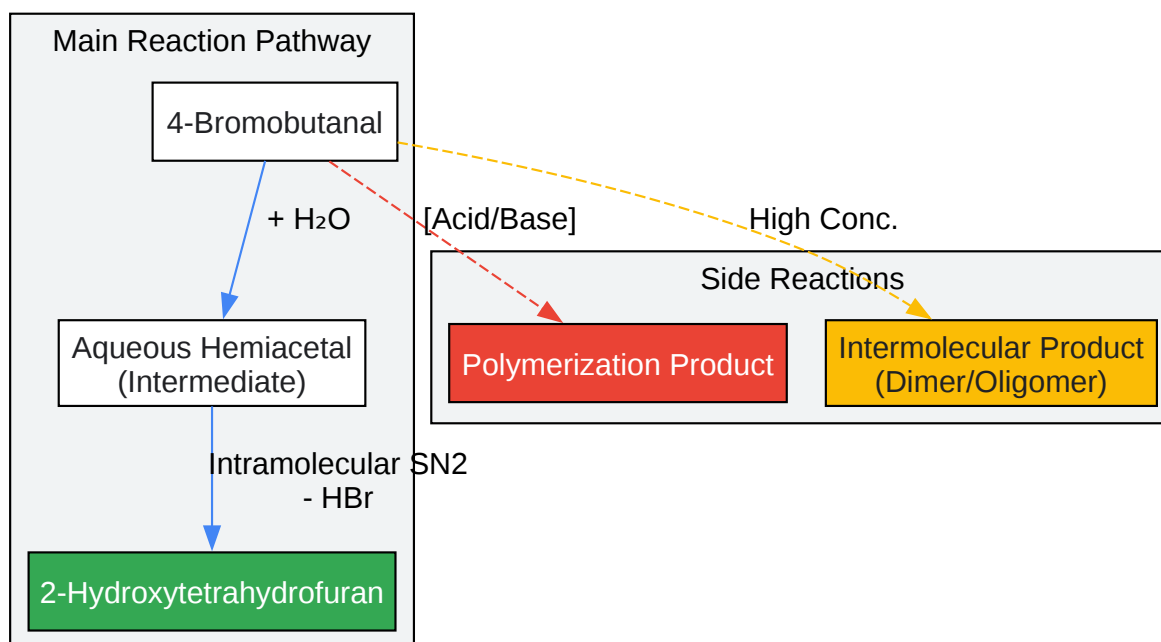 Main Reaction Pathway
4-Bromobutanal
+ H₂O
[Acid/Base]
High Conc.
Side Reactions
Aqueous Hemiacetal
(Intermediate)
Polymerization Product
Intermolecular Product
(Dimer/Oligomer)
Intramolecular SN2
- HBr
2-Hydroxytetrahydrofuran